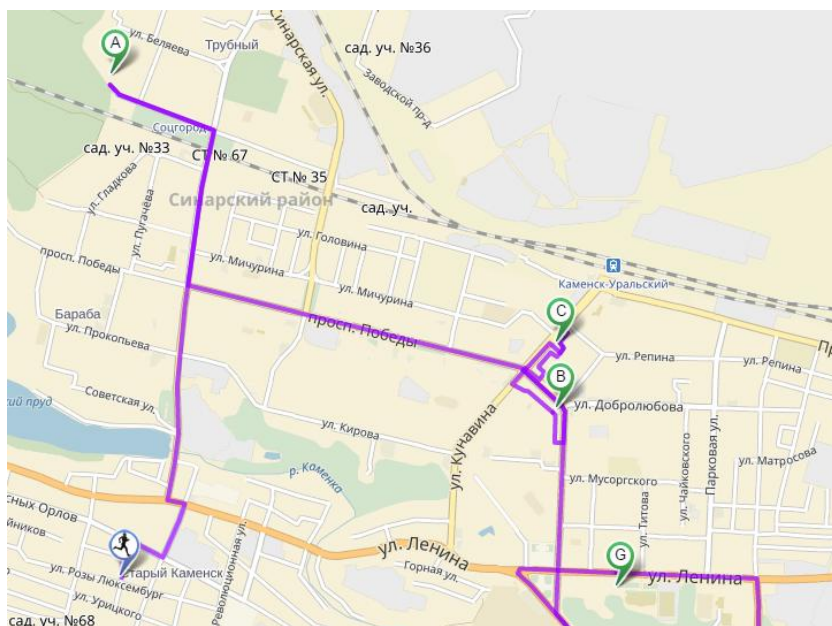 A
ул. Беляева
Трубный
Синарская ул.
сад. уч. №36
Заводской пр-д
Соцгород
сад. уч. №33
СТ № 67
СТ № 35
ул. Гладкова
ул. Пугачёва
Синарский район
сад. уч.
ул. Головина
просп. Победы
ул. Мичурина
ул. Мичурина
Каменск-Уральский
Бараба
просп. Победы
C
ул. Прокопьева
ул. Репина
ул. Репина
B
Советская ул.
ул. Добролюбова
ул. Кирова
ул. Кунавина
Парковая ул.
ул. Чайковского
ул. Матросова
р. Каменка
ул. Мусоргского
ул. Титова
ул. Ленина
Горная ул.
G
ул. Ленина
Революционная ул.
Старый Каменск
ул. Розы Люксембург
ул. Урицкого
сад. уч. №68